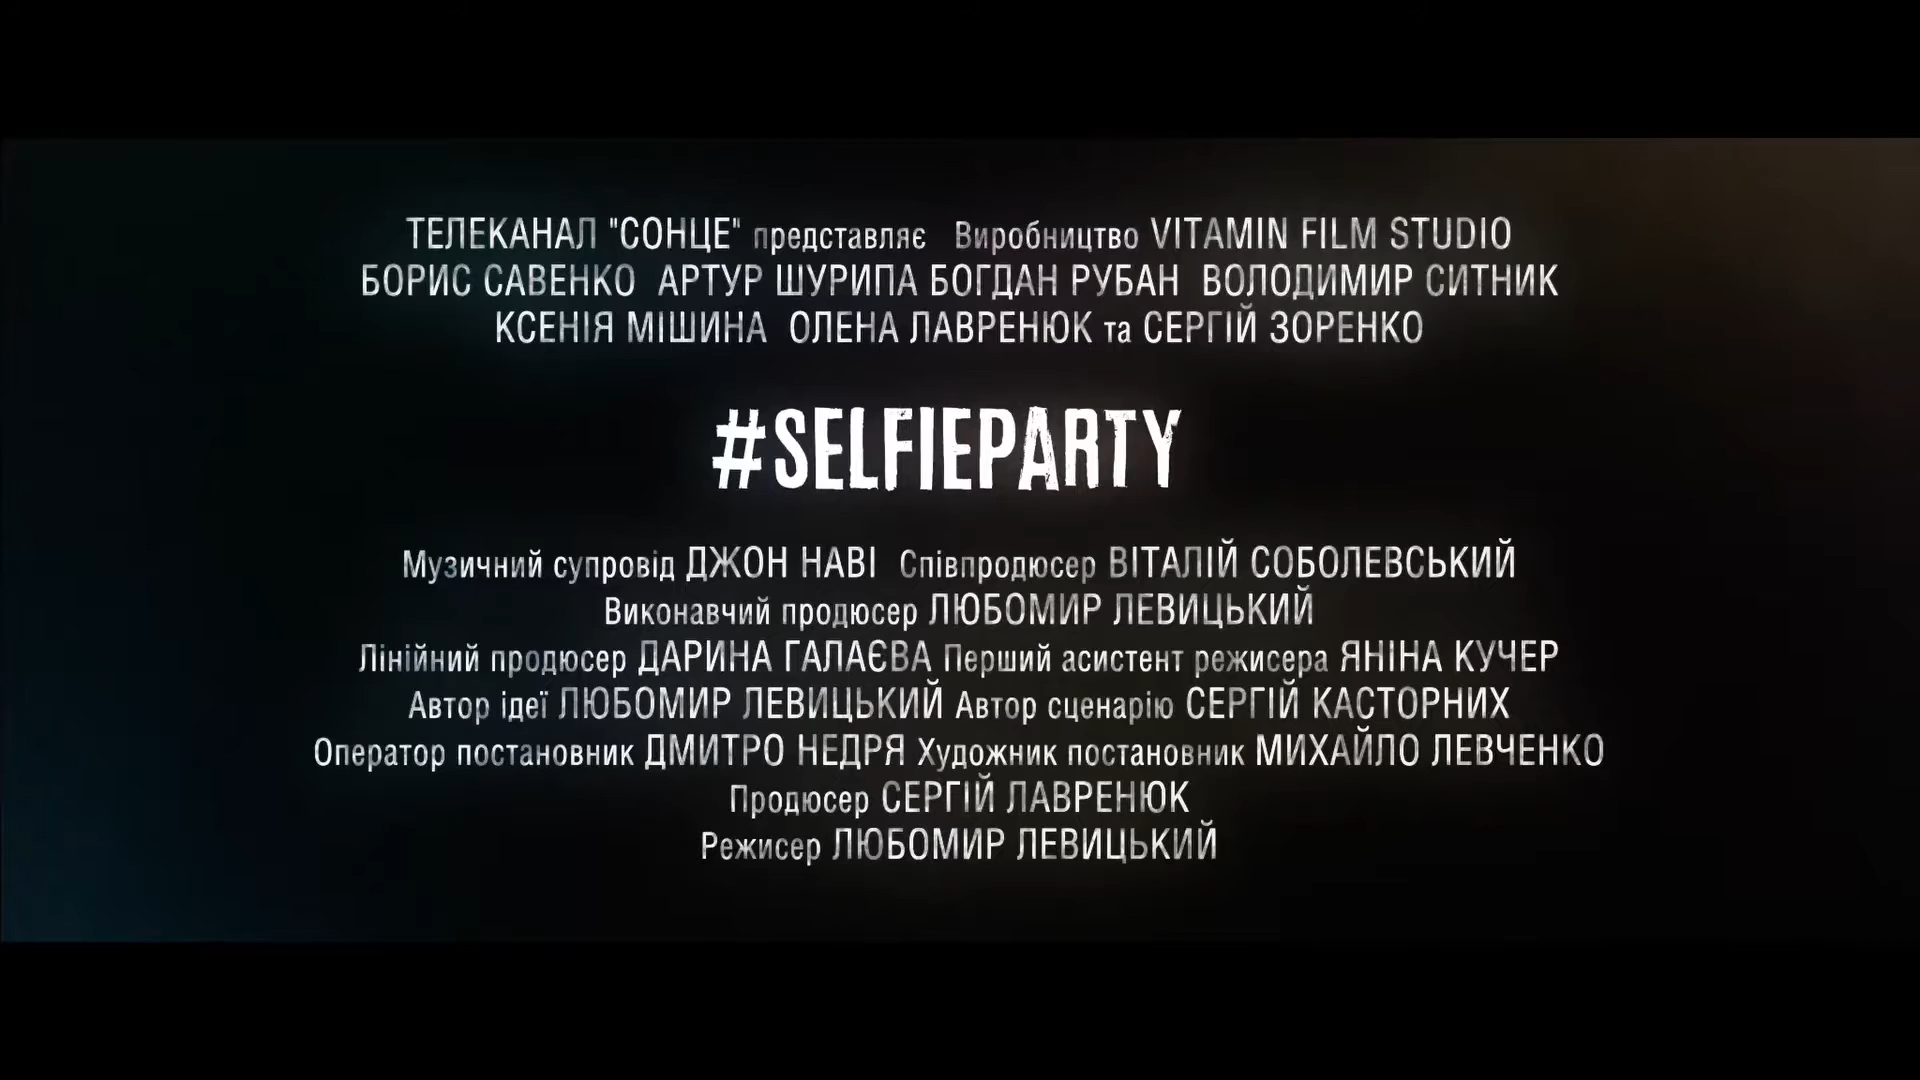 ТЕЛЕКАНАЛ "СОНЦЕ" представляє Виробництво VITAMIN FILM STUDIO
БОРИС САВЕНКО АРТУР ШУРИПА БОГДАН РУБАН ВОЛОДИМИР СИТНИК
КСЕНІЯ МІШИНА ОЛЕНА ЛАВРЕНЮК та СЕРГІЙ ЗОРЕНКО
#SELFIEPARTY
Музичний супровід ДЖОН НАВІ Співпродюсер ВІТАЛІЙ СОБОЛЕВСЬКИЙ
Виконавчий продюсер ЛЮБОМИР ЛЕВИЦЬКИЙ
Лінійний продюсер ДАРИНА ГАЛАЄВА Перший асистент режисера ЯНІНА КУЧЕР
Автор ідеї ЛЮБОМИР ЛЕВИЦЬКИЙ Автор сценарію СЕРГІЙ КАСТОРНИХ
Оператор постановник ДМИТРО НЕДРЯ Художник постановник МИХАЙЛО ЛЕВЧЕНКО
Продюсер СЕРГІЙ ЛАВРЕНЮК
Режисер ЛЮБОМИР ЛЕВИЦЬКИЙ